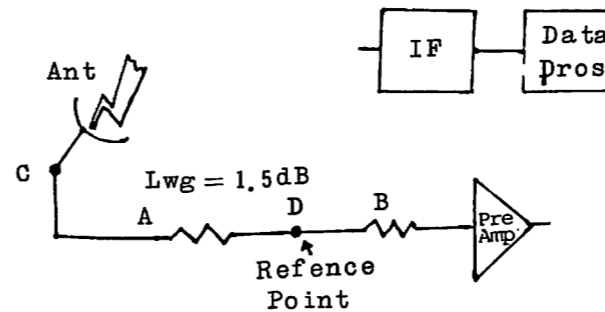 IF
Data
pros
Ant
C
Lwg = 1.5dB
A
D
B
Pre
Amp
Refence
Point